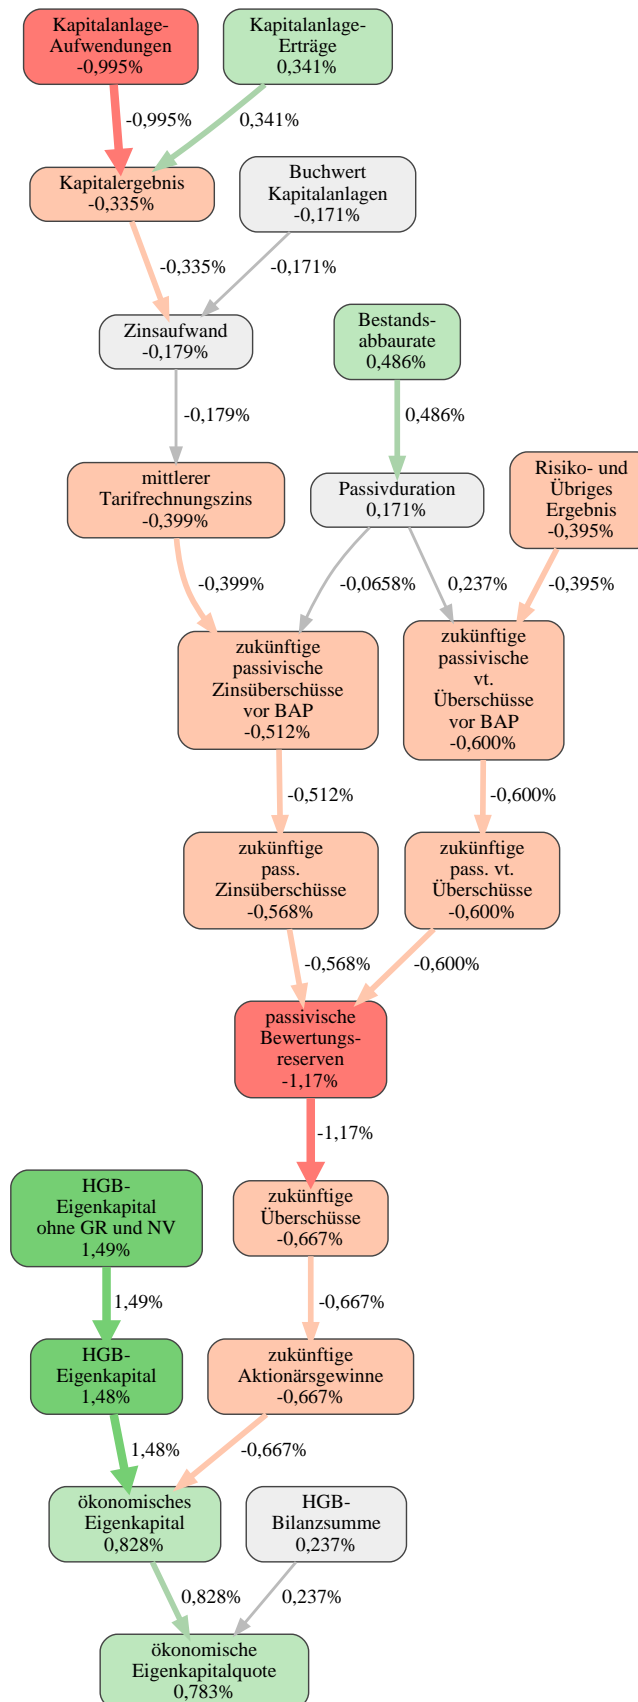 Kapitalanlage-
Aufwendungen
-0,995%
Kapitalanlage-
Erträge
0,341%
-0,995%
0,341%
Kapitalergebnis
-0,335%
Buchwert
Kapitalanlagen
-0,171%
-0,335%
-0,171%
Zinsaufwand
-0,179%
Bestands-
abbaurate
0,486%
-0,179%
0,486%
mittlerer
Tarifrechnungszins
-0,399%
Passivduration
0,171%
Risiko- und
Übriges
Ergebnis
-0,395%
-0,399%
-0,0658%
0,237%
-0,395%
zukünftige
passivische
Zinsüberschüsse
vor BAP
-0,512%
zukünftige
passivische
vt.
Überschüsse
vor BAP
-0,600%
-0,512%
-0,600%
zukünftige
pass.
Zinsüberschüsse
-0,568%
zukünftige
pass. vt.
Überschüsse
-0,600%
-0,568%
-0,600%
passivische
Bewertungs-
reserven
-1,17%
-1,17%
HGB-
Eigenkapital
ohne GR und NV
1,49%
zukünftige
Überschüsse
-0,667%
1,49%
-0,667%
HGB-
Eigenkapital
1,48%
zukünftige
Aktionärsgewinne
-0,667%
1,48%
-0,667%
ökonomisches
Eigenkapital
0,828%
HGB-
Bilanzsumme
0,237%
0,828%
0,237%
ökonomische
Eigenkapitalquote
0,783%